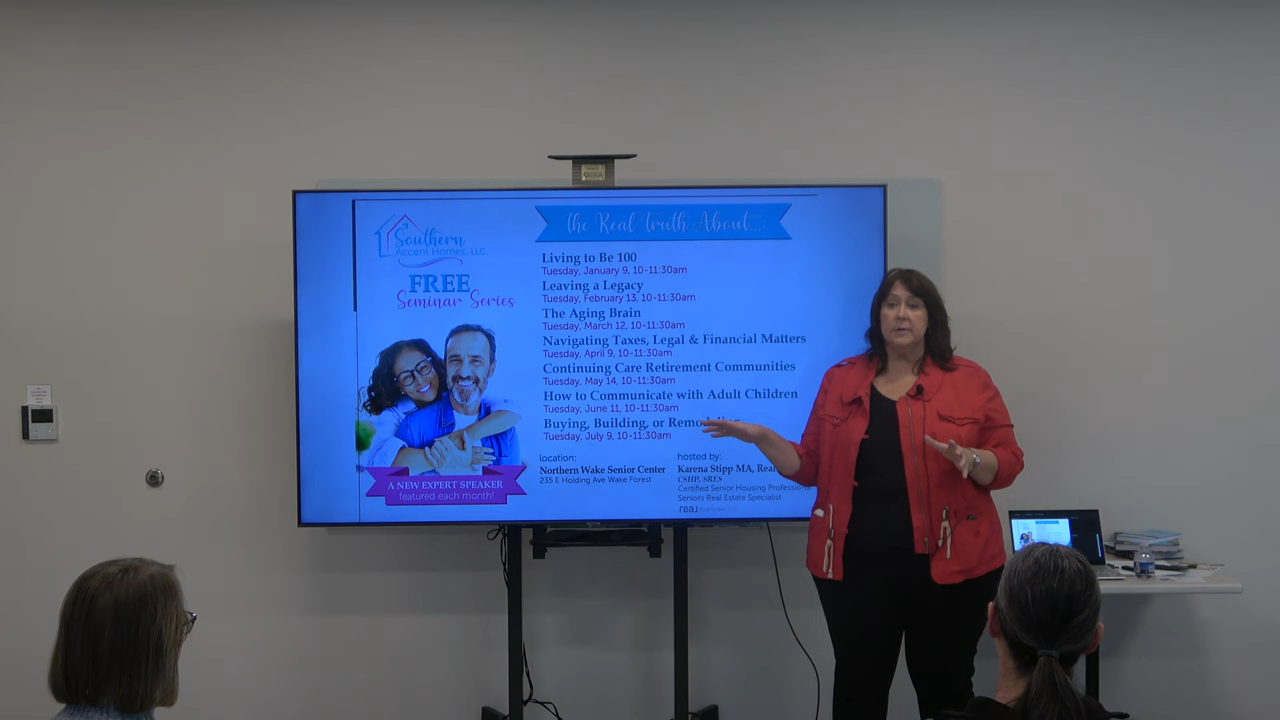 Southern
Accent Homes, LLC
FREE
Seminar Series
A NEW EXPERT SPEAKER
featured each month!
The Real Truth About....
Living to Be 100
Tuesday, January 9, 10-11:30am
Leaving a Legacy
Tuesday, February 13, 10-11:30am
The Aging Brain
Tuesday, March 12, 10-11:30am
Navigating Taxes, Legal & Financial Matters
Tuesday, April 9, 10-11:30am
Continuing Care Retirement Communities
Tuesday, May 14, 10-11:30am
How to Communicate with Adult Children
Tuesday, June 11, 10-11:30am
Buying, Building, or
Tuesday, July 9, 10-11:30am
location:
Northern Wake Senior Center
235 E Holding Ave Wake Forest
hosted by:
Karena Stipp MA,
CSHP, SRES
Certified Senior Housing Professional
Seniors Real Estate Specialist
real